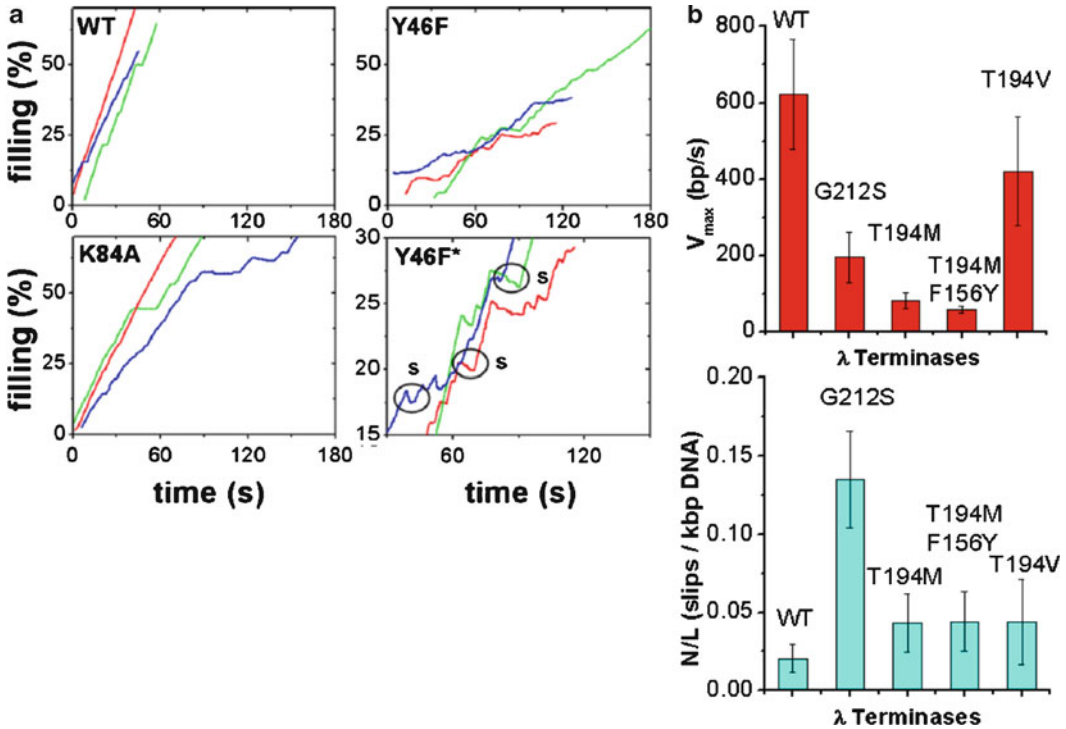 a
WT
filling (%)
50
25
0
0
60
120
180
Y46F
50
25
0
0
60
120
180
K84A
filling (%)
50
25
0
0
60
120
180
time (s)
Y46F*
30
25
20
15
s
s
s
60
120
time (s)
b
WT
G212S
T194M
T194M
F156Y
T194V
Vmax (bp/s)
800
600
400
200
0
λ Terminases
N/L (slips / kbp DNA)
0.20
0.15
0.10
0.05
0.00
WT
G212S
T194M
T194M
F156Y
T194V
λ Terminases